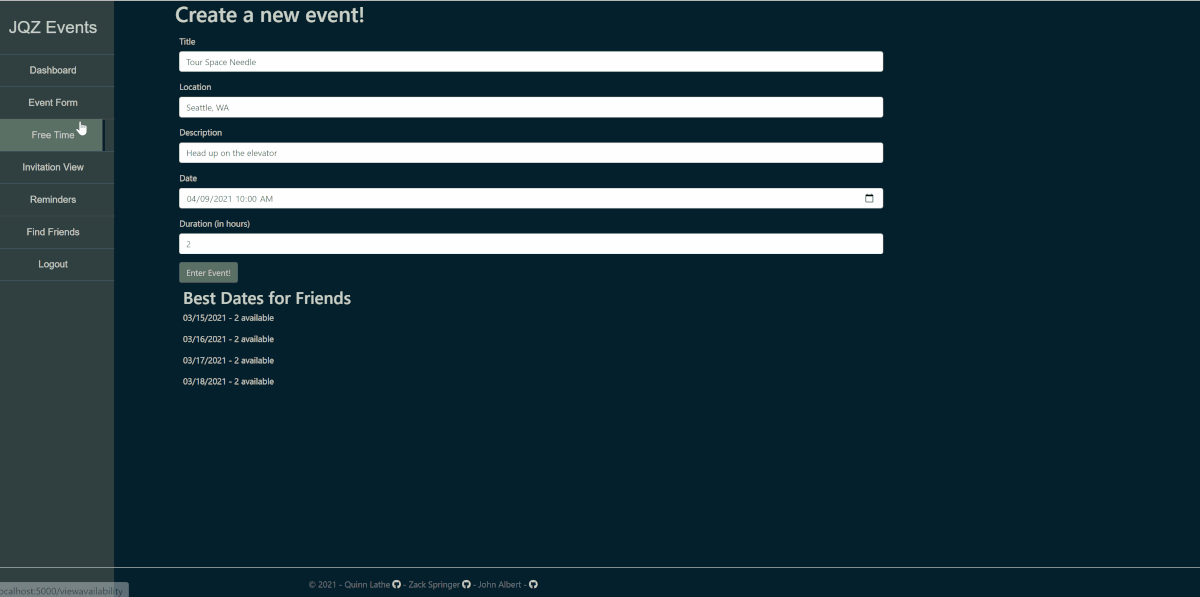 JQZ Events
Dashboard
Event Form
Free Time
Invitation View
Reminders
Find Friends
Logout
Create a new event!
Title
Tour Space Needle
Location
Seattle, WA
Description
Head up on the elevator
Date
04/09/2021 10:00 AM
Duration (in hours)
2
Enter Event!
Best Dates for Friends
03/15/2021 - 2 available
03/16/2021 - 2 available
03/17/2021 - 2 available
03/18/2021 - 2 available
© 2021 - Quinn Lathe - Zack Springer - John Albert -
ocalhost:5000/viewavailability